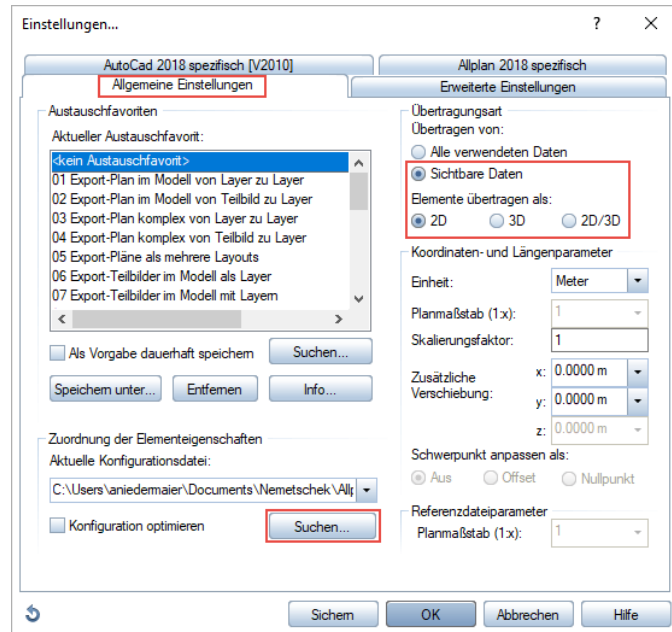 Einstellungen...
?
AutoCad 2018 spezifisch [V2010]
Allplan 2018 spezifisch
Allgemeine Einstellungen
Erweiterte Einstellungen
Austauschfavoriten
Aktueller Austauschfavorit:
<kein Austauschfavorit>
01 Export-Plan im Modell von Layer zu Layer
02 Export-Plan im Modell von Teilbild zu Layer
03 Export-Plan komplex von Layer zu Layer
04 Export-Plan komplex von Teilbild zu Layer
05 Export-Pläne als mehrere Layouts
06 Export-Teilbilder im Modell als Layer
07 Export-Teilbilder im Modell mit Layern
Als Vorgabe dauerhaft speichern
Suchen...
Speichern unter...
Entfernen
Info...
Zuordnung der Elementeigenschaften
Aktuelle Konfigurationsdatei:
C:\Users\aniedermaier\Documents\Nemetschek\Allp
Konfiguration optimieren
Suchen...
Übertragungsart
Übertragen von:
Alle verwendeten Daten
Sichtbare Daten
Elemente übertragen als:
2D 3D 2D/3D
Koordinaten- und Längenparameter
Einheit: Meter
Planmaßstab (1:x): 1
Skalierungsfaktor: 1
Zusätzliche Verschiebung:
x: 0.0000 m
y: 0.0000 m
z: 0.0000 m
Schwerpunkt anpassen als:
Aus Offset Nullpunkt
Referenzdateiparameter
Planmaßstab (1:x): 1
Sichern
OK
Abbrechen
Hilfe